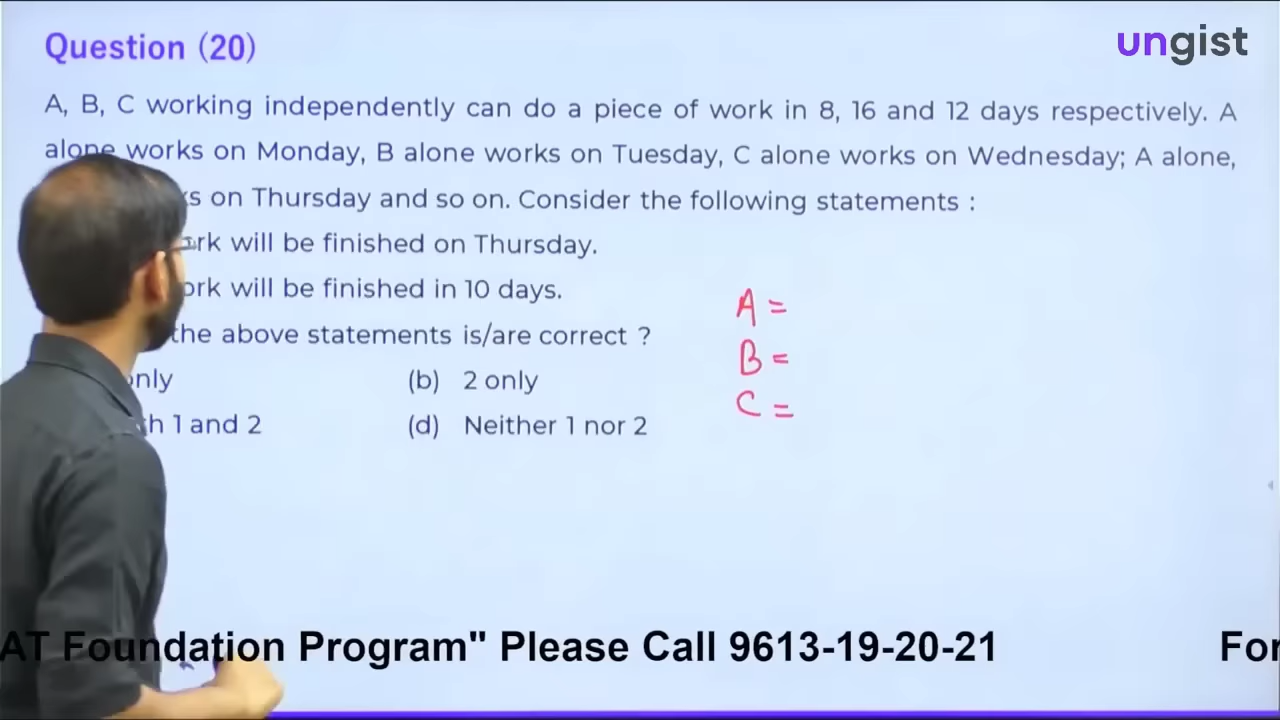 Question (20)
ungist
A, B, C working independently can do a piece of work in 8, 16 and 12 days respectively. A
alone works on Monday, B alone works on Tuesday, C alone works on Wednesday; A alone,
on Thursday and so on. Consider the following statements :
will be finished on Thursday.
will be finished in 10 days.
the above statements is/are correct ?
(b) 2 only
1 and 2 (d) Neither 1 nor 2
A =
B =
C =
Foundation Program" Please Call 9613-19-20-21